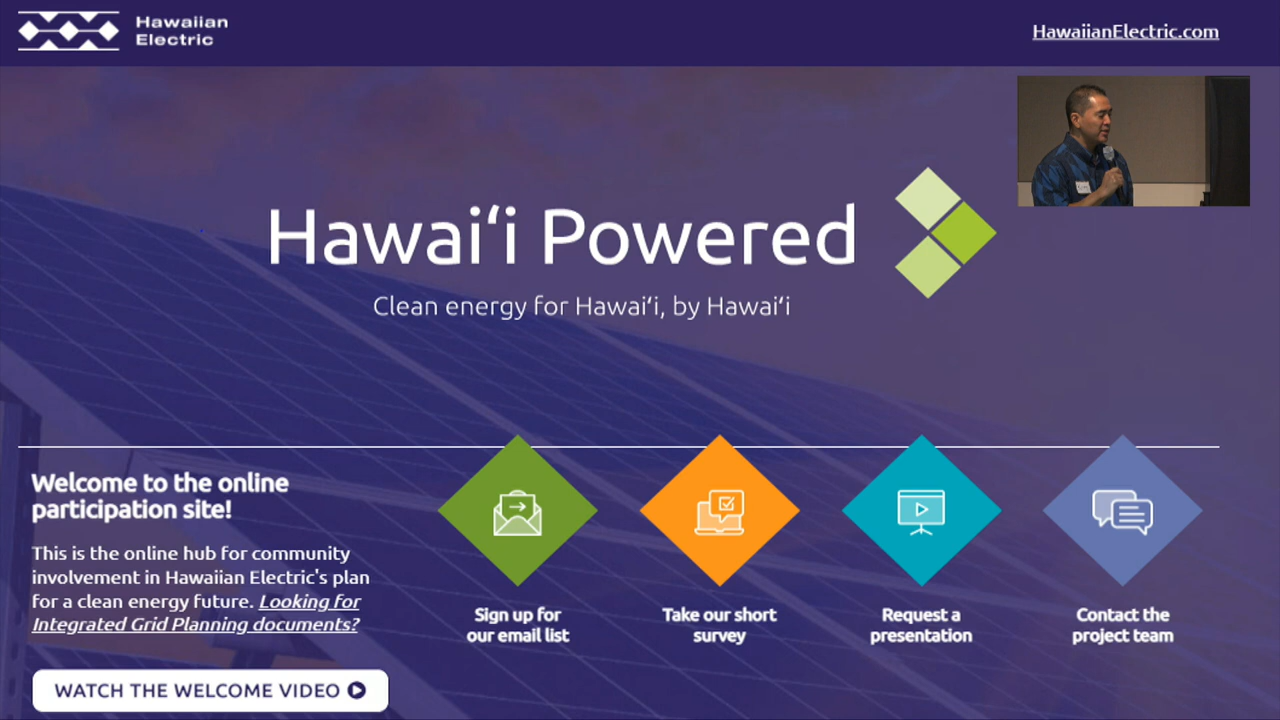 Hawaiian
Electric
HawaiianElectric.com
Hawaiʻi Powered
Clean energy for Hawaiʻi, by Hawaiʻi
Welcome to the online
participation site!
This is the online hub for community
involvement in Hawaiian Electric's plan
for a clean energy future. Looking for
Integrated Grid Planning documents?
WATCH THE WELCOME VIDEO
Sign up for
our email list
Take our short
survey
Request a
presentation
Contact the
project team